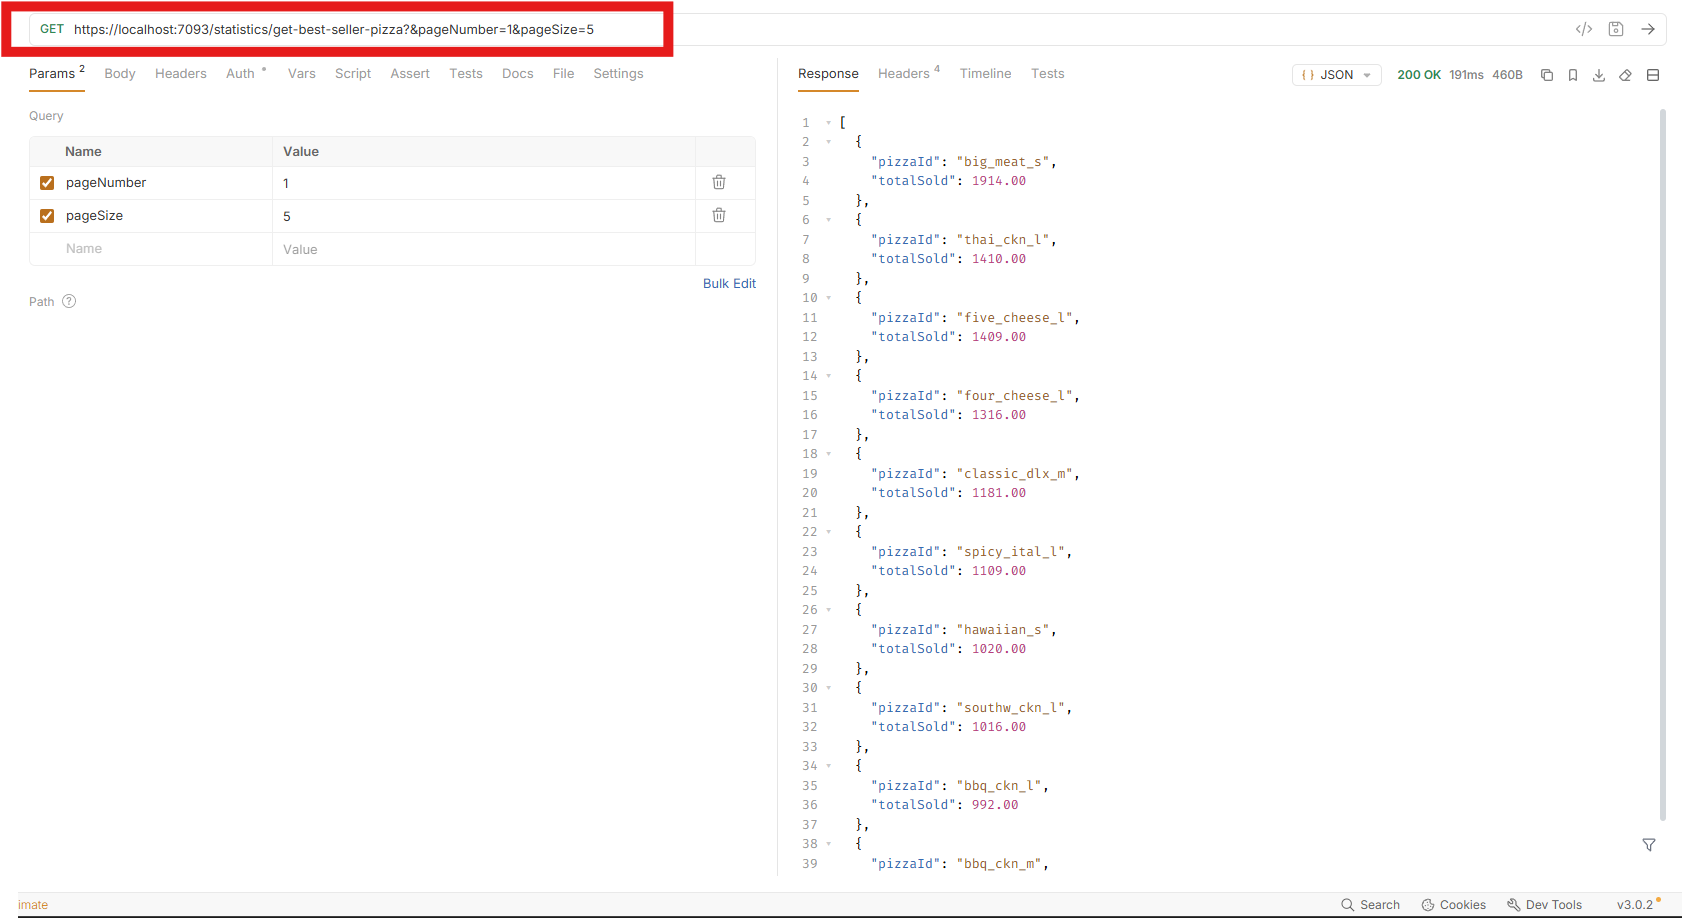 GET https://localhost:7093/statistics/get-best-seller-pizza?&pageNumber=1&pageSize=5
Params 2 Body Headers Auth * Vars Script Assert Tests Docs File Settings
Query
Name Value
pageNumber 1
pageSize 5
Name Value
Bulk Edit
Path ?
Response Headers 4 Timeline Tests { } JSON 200 OK 191ms 460B
1 [
2 {
3 "pizzaId": "big_meat_s",
4 "totalSold": 1914.00
5 },
6 {
7 "pizzaId": "thai_ckn_l",
8 "totalSold": 1410.00
9 },
10 {
11 "pizzaId": "five_cheese_l",
12 "totalSold": 1409.00
13 },
14 {
15 "pizzaId": "four_cheese_l",
16 "totalSold": 1316.00
17 },
18 {
19 "pizzaId": "classic_dlx_m",
20 "totalSold": 1181.00
21 },
22 {
23 "pizzaId": "spicy_ital_l",
24 "totalSold": 1109.00
25 },
26 {
27 "pizzaId": "hawaiian_s",
28 "totalSold": 1020.00
29 },
30 {
31 "pizzaId": "southw_ckn_l",
32 "totalSold": 1016.00
33 },
34 {
35 "pizzaId": "bbq_ckn_l",
36 "totalSold": 992.00
37 },
38 {
39 "pizzaId": "bbq_ckn_m",
imate Search Cookies Dev Tools v3.0.2